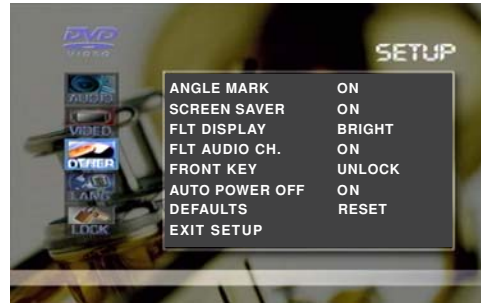 DVD
VIDEO
SETUP
AUDIO
VIDEO
OTHER
LANG
LOCK
ANGLE MARK ON
SCREEN SAVER ON
FLT DISPLAY BRIGHT
FLT AUDIO CH. ON
FRONT KEY UNLOCK
AUTO POWER OFF ON
DEFAULTS RESET
EXIT SETUP